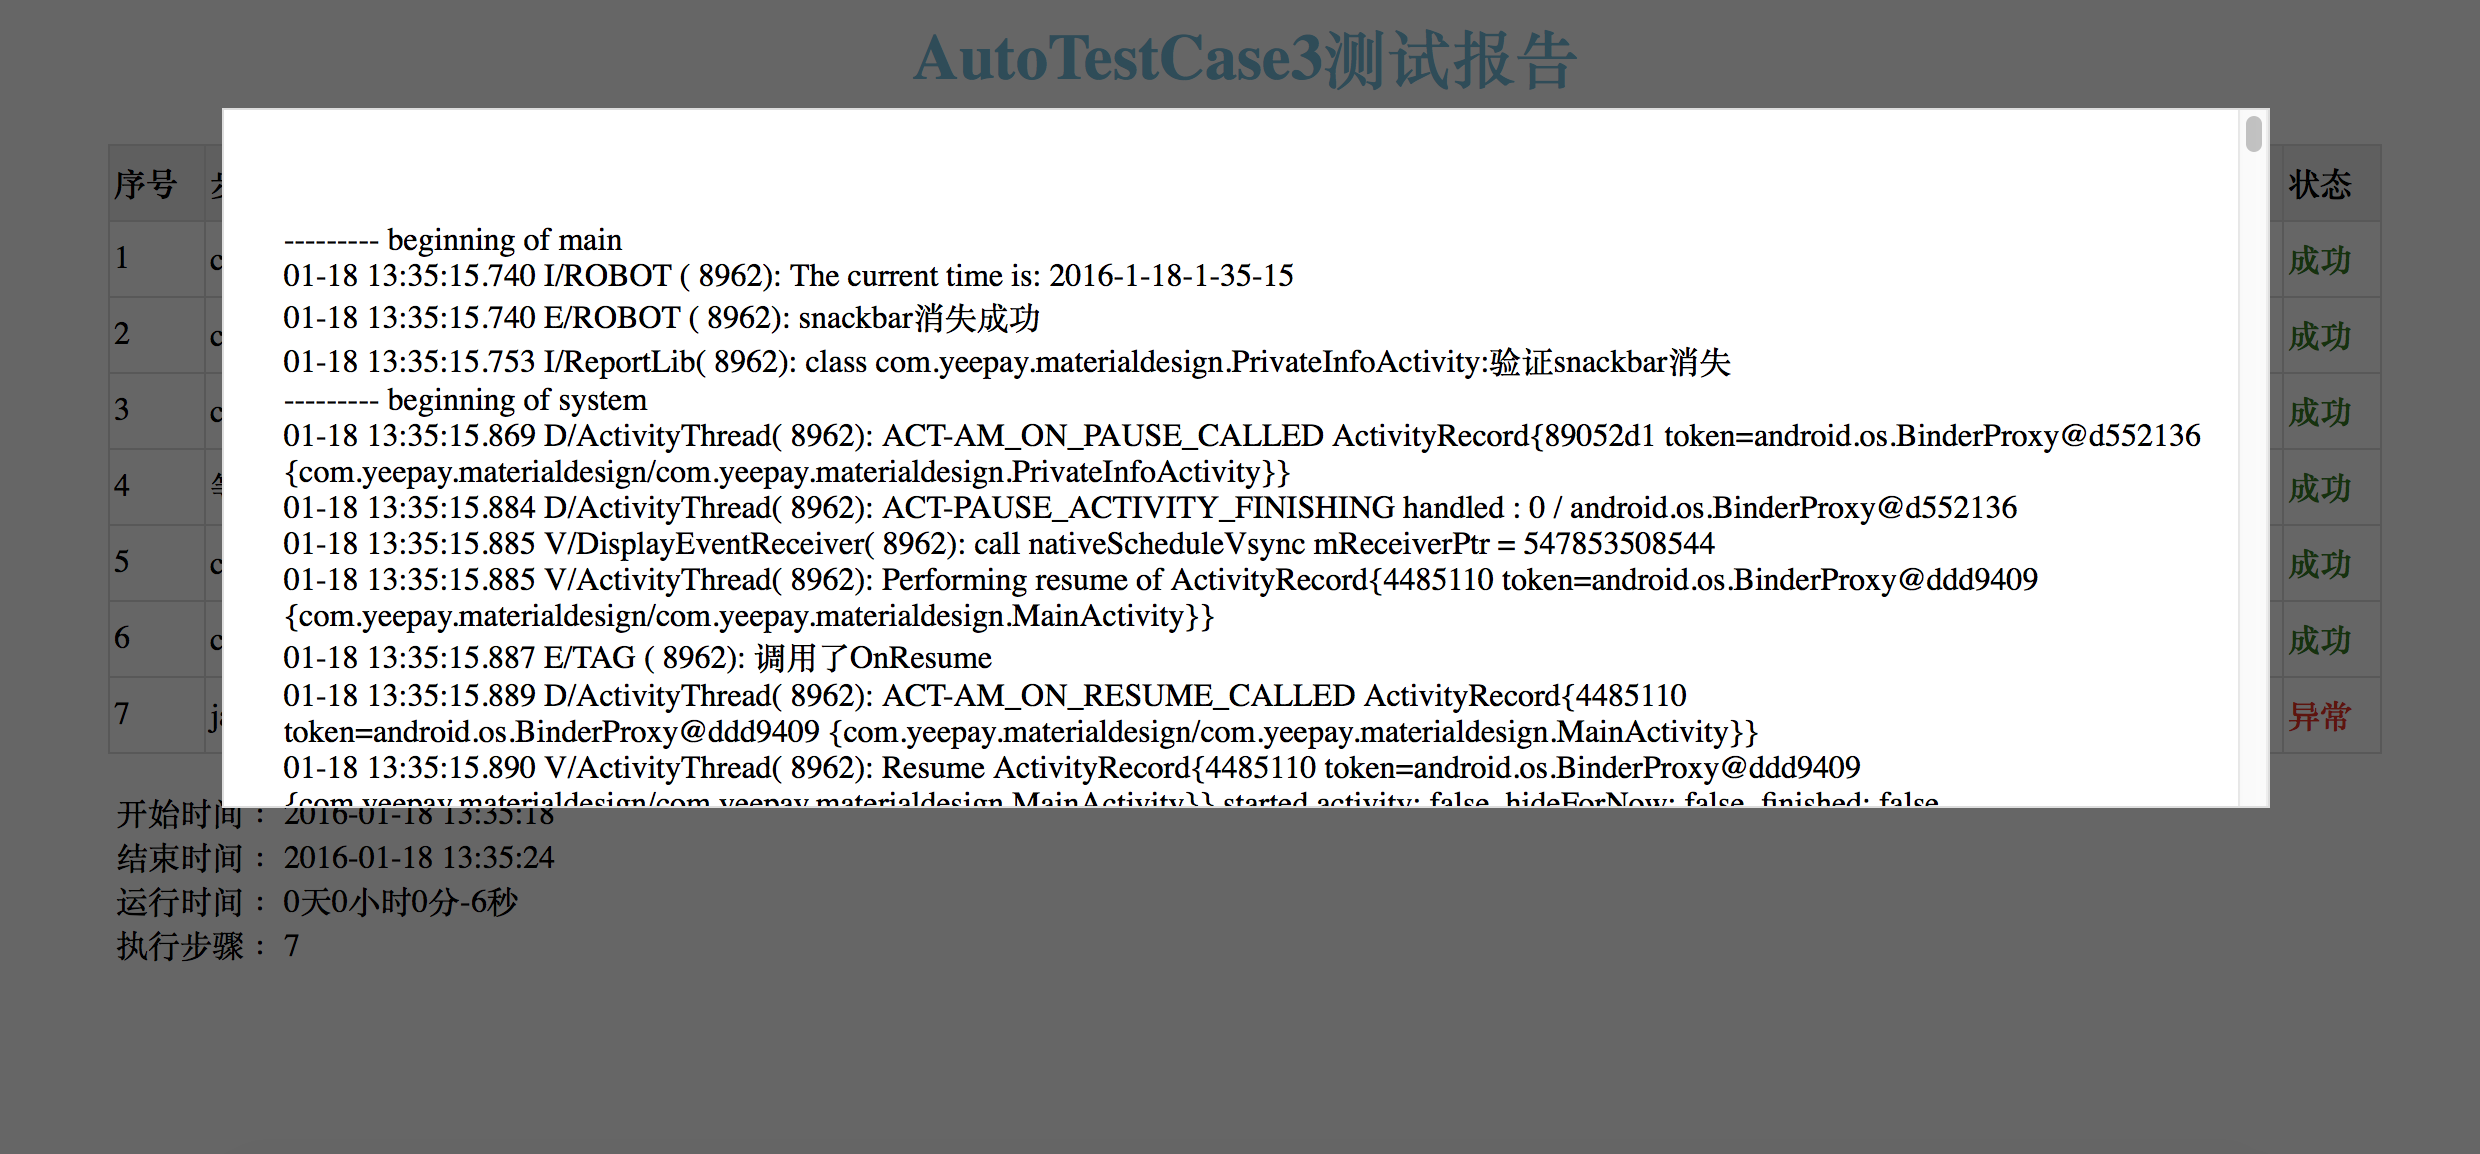 AutoTestCase3测试报告
序号
状态
1
成功
2
成功
3
成功
4
成功
5
成功
6
成功
7
异常
--------- beginning of main
01-18 13:35:15.740 I/ROBOT ( 8962): The current time is: 2016-1-18-1-35-15
01-18 13:35:15.740 E/ROBOT ( 8962): snackbar消失成功
01-18 13:35:15.753 I/ReportLib( 8962): class com.yeepay.materialdesign.PrivateInfoActivity:验证snackbar消失
--------- beginning of system
01-18 13:35:15.869 D/ActivityThread( 8962): ACT-AM_ON_PAUSE_CALLED ActivityRecord{89052d1 token=android.os.BinderProxy@d552136
{com.yeepay.materialdesign/com.yeepay.materialdesign.PrivateInfoActivity}}
01-18 13:35:15.884 D/ActivityThread( 8962): ACT-PAUSE_ACTIVITY_FINISHING handled : 0 / android.os.BinderProxy@d552136
01-18 13:35:15.885 V/DisplayEventReceiver( 8962): call nativeScheduleVsync mReceiverPtr = 547853508544
01-18 13:35:15.885 V/ActivityThread( 8962): Performing resume of ActivityRecord{4485110 token=android.os.BinderProxy@ddd9409
{com.yeepay.materialdesign/com.yeepay.materialdesign.MainActivity}}
01-18 13:35:15.887 E/TAG ( 8962): 调用了OnResume
01-18 13:35:15.889 D/ActivityThread( 8962): ACT-AM_ON_RESUME_CALLED ActivityRecord{4485110
token=android.os.BinderProxy@ddd9409 {com.yeepay.materialdesign/com.yeepay.materialdesign.MainActivity}}
01-18 13:35:15.890 V/ActivityThread( 8962): Resume ActivityRecord{4485110 token=android.os.BinderProxy@ddd9409
{com.yeepay.materialdesign/com.yeepay.materialdesign.MainActivity}} started activity: false, hideForNow: false, finished: false
开始时间： 2016-01-18 13:35:18
结束时间： 2016-01-18 13:35:24
运行时间： 0天0小时0分-6秒
执行步骤： 7